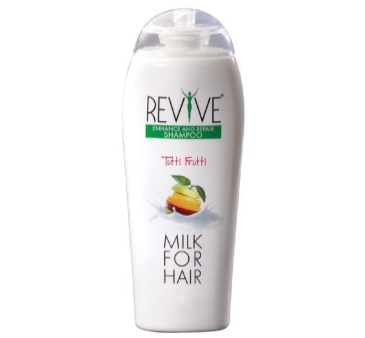 REVIVE®
ENHANCE AND REPAIR
SHAMPOO
Tutti Frutti
MILK
FOR
HAIR